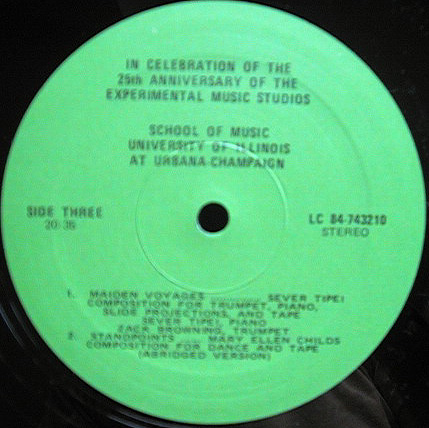 IN CELEBRATION OF THE
25th ANNIVERSARY OF THE
EXPERIMENTAL MUSIC STUDIOS
SCHOOL OF MUSIC
UNIVERSITY OF ILLINOIS
AT URBANA-CHAMPAIGN
SIDE THREE
20:35
LC 84-743210
STEREO
1. MAIDEN VOYAGES .......... SEVER TIPEI
COMPOSITION FOR TRUMPET, PIANO,
SLIDE PROJECTIONS, AND TAPE
SEVER TIPEI, PIANO
ZACK BROWNING, TRUMPET
2. STANDPOINTS .... MARY ELLEN CHILDS
COMPOSITION FOR DANCE AND TAPE
(ABRIDGED VERSION)